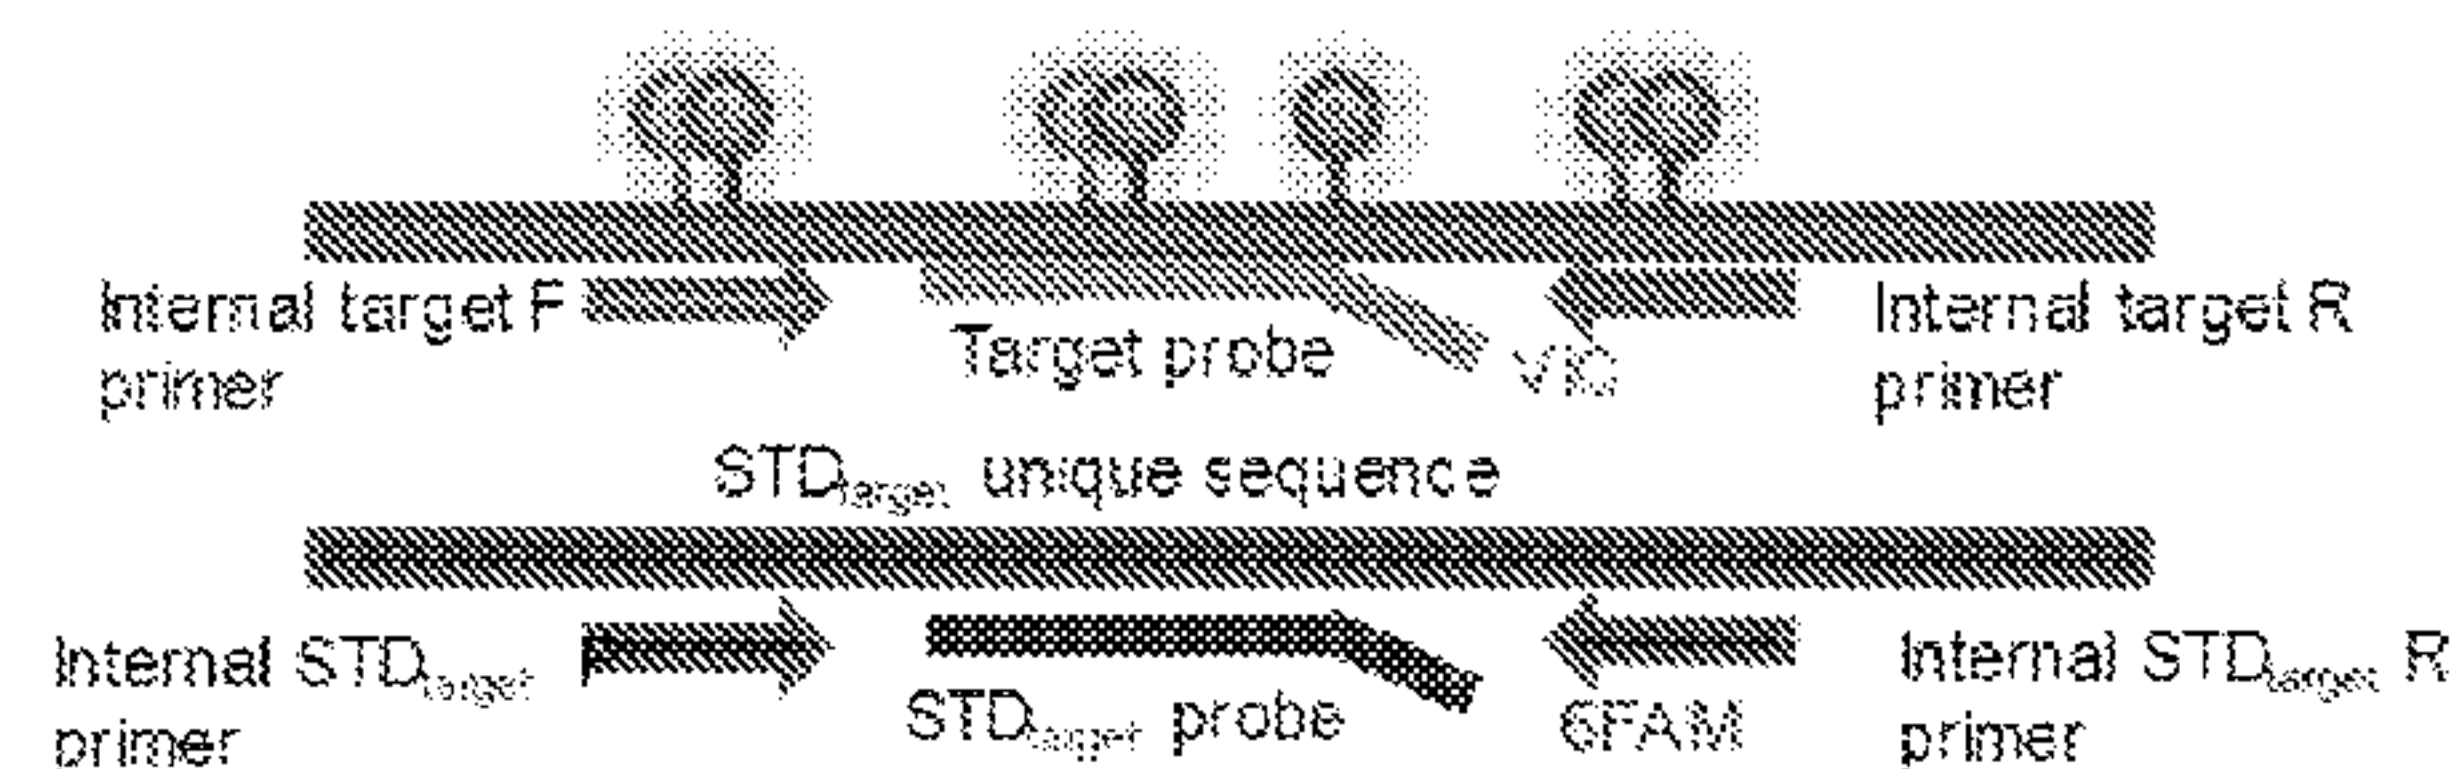 Internal target F
primer
Target probe
VIC
Internal target R
primer
STDtarget unique sequence
Internal STDtarget F
primer
STDtarget probe
6FAM
Internal STDtarget R
primer